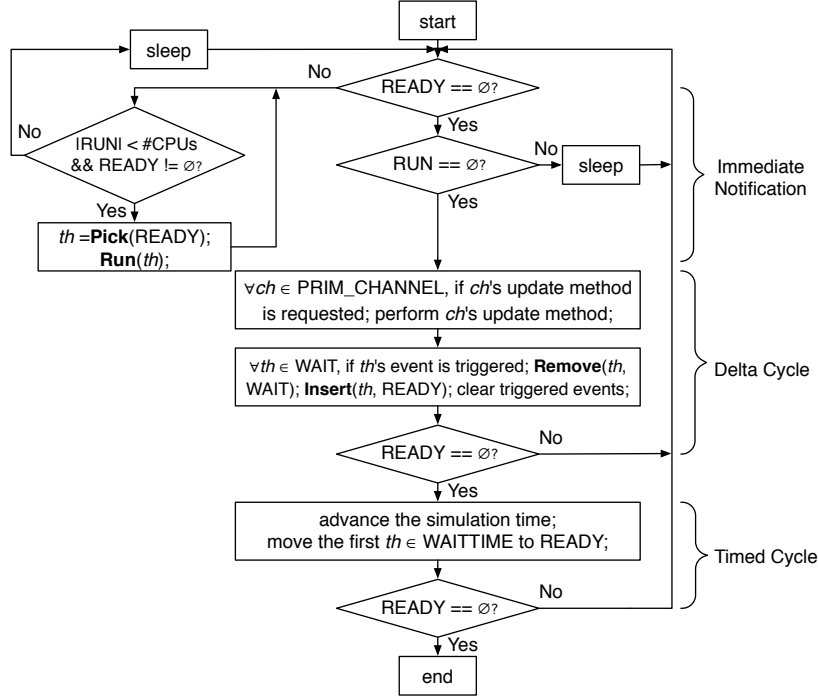 start
sleep
No
READY == ∅?
Yes
No
|RUN| < #CPUs
&& READY != ∅?
RUN == ∅?
No
sleep
Immediate
Notification
Yes
Yes
th =Pick(READY);
Run(th);
∀ch ∈ PRIM_CHANNEL, if ch's update method
is requested; perform ch's update method;
∀th ∈ WAIT, if th's event is triggered; Remove(th,
WAIT); Insert(th, READY); clear triggered events;
Delta Cycle
READY == ∅?
No
Yes
advance the simulation time;
move the first th ∈ WAITTIME to READY;
Timed Cycle
READY == ∅?
No
Yes
end